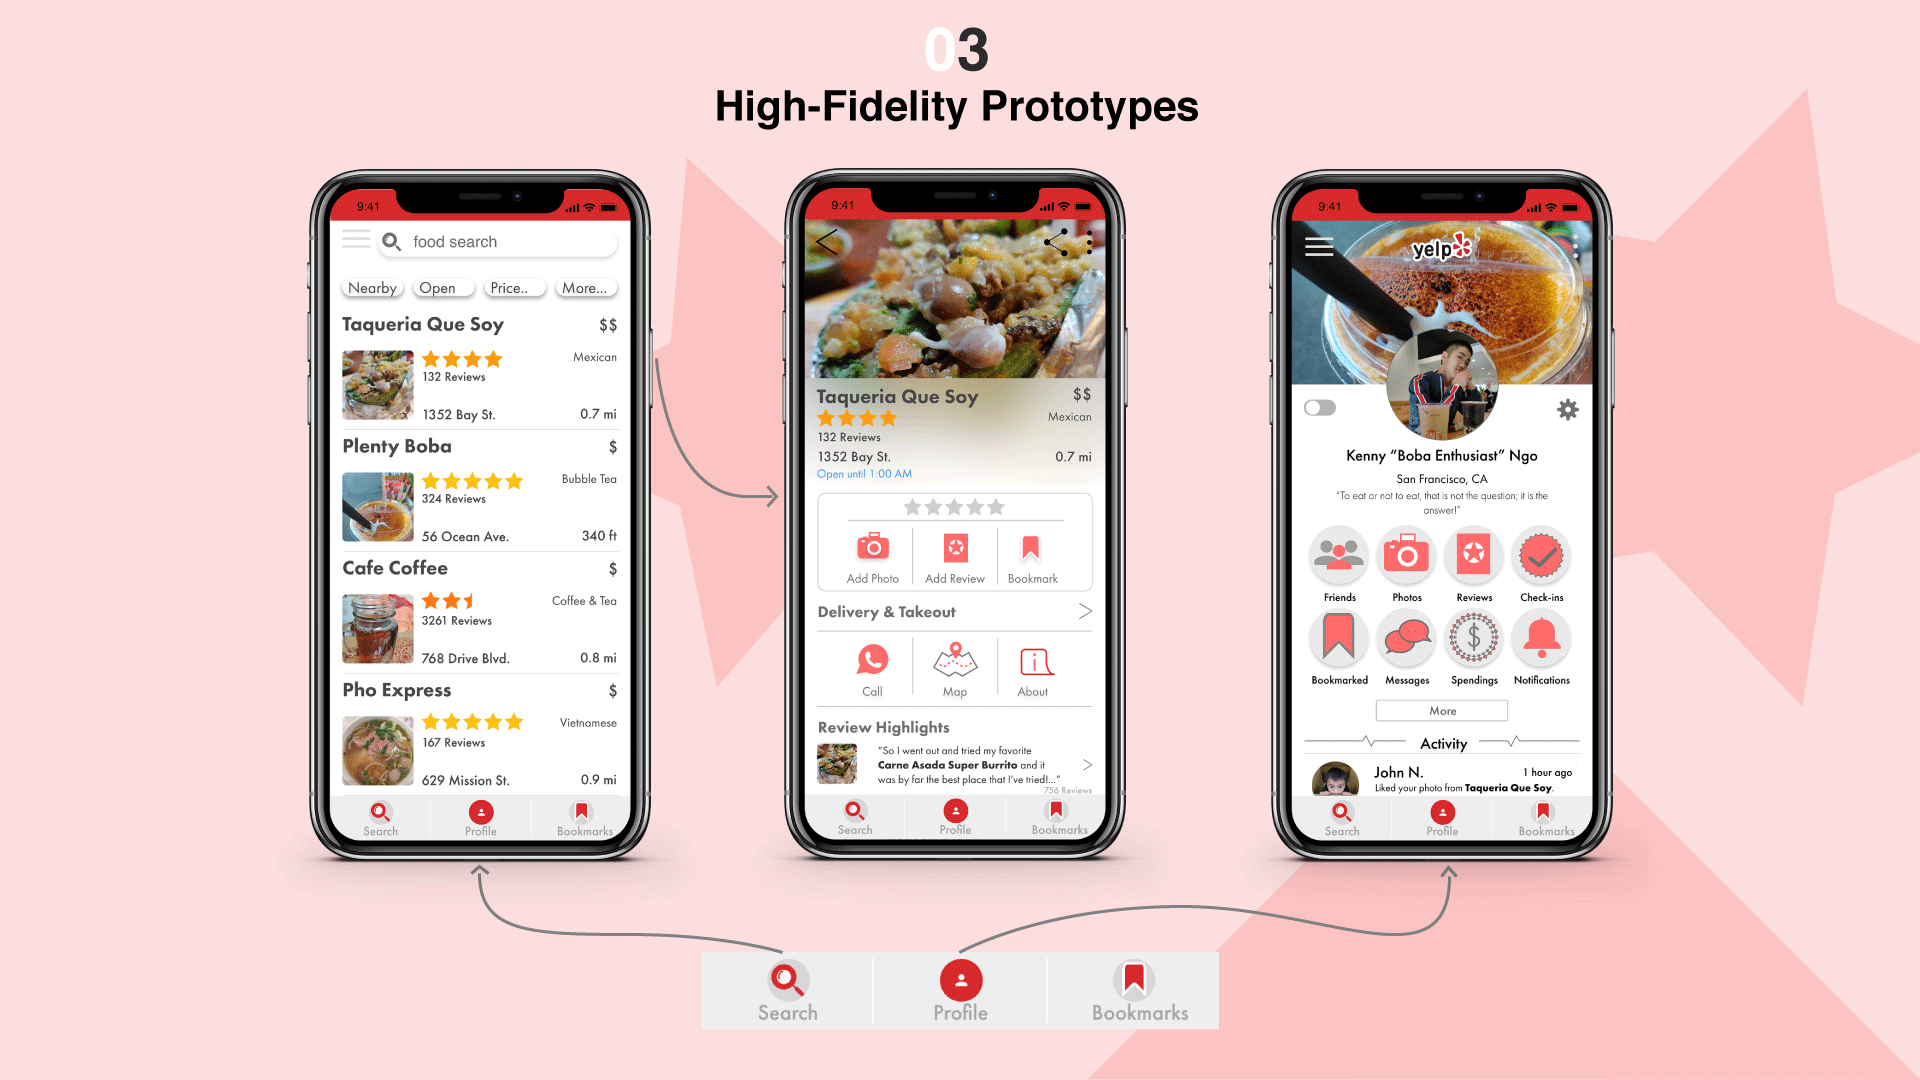 03
High-Fidelity Prototypes
9:41
food search
Nearby Open Price.. More...
Taqueria Que Soy $$
Mexican
132 Reviews
1352 Bay St. 0.7 mi
Plenty Boba $
Bubble Tea
324 Reviews
56 Ocean Ave. 340 ft
Cafe Coffee $
Coffee & Tea
3261 Reviews
768 Drive Blvd. 0.8 mi
Pho Express $
Vietnamese
167 Reviews
629 Mission St. 0.9 mi
Search Profile Bookmarks
9:41
Taqueria Que Soy $$
Mexican
132 Reviews
1352 Bay St. 0.7 mi
Open until 1:00 AM
Add Photo Add Review Bookmark
Delivery & Takeout
Call Map About
Review Highlights
"So I went out and tried my favorite
Carne Asada Super Burrito and it
was by far the best place that I've tried!..."
756 Reviews
Search Profile Bookmarks
9:41
yelp
Kenny “Boba Enthusiast” Ngo
San Francisco, CA
"To eat or not to eat, that is not the question; it is the
answer!"
Friends Photos Reviews Check-ins
Bookmarked Messages Spendings Notifications
More
Activity
John N. 1 hour ago
Liked your photo from Taqueria Que Soy.
Search Profile Bookmarks
Search Profile Bookmarks